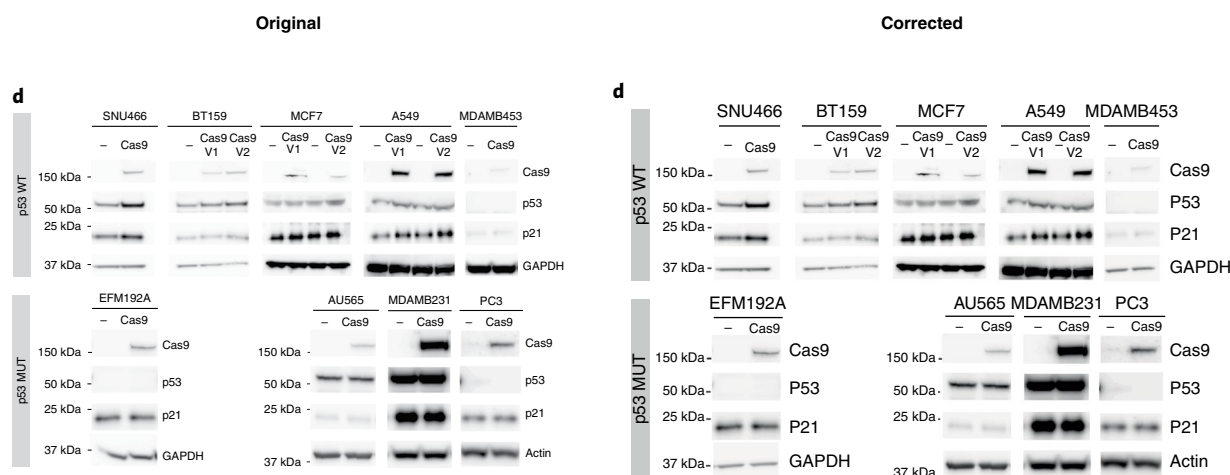 Original
Corrected
d
SNU466 BT159 MCF7 A549 MDAMB453
– Cas9 – Cas9 V1 Cas9 V2 – Cas9 V1 – Cas9 V2 – Cas9 V1 – Cas9 V2 – Cas9
p53 WT
150 kDa Cas9
50 kDa p53
25 kDa p21
37 kDa GAPDH
EFM192A AU565 MDAMB231 PC3
– Cas9 – Cas9 – Cas9 – Cas9
p53 MUT
150 kDa 150 kDa Cas9
50 kDa 50 kDa p53
25 kDa 25 kDa p21
37 kDa GAPDH 37 kDa Actin
d
SNU466 BT159 MCF7 A549 MDAMB453
– Cas9 – Cas9 V1 Cas9 V2 – Cas9 V1 – Cas9 V2 – Cas9 V1 – Cas9 V2 – Cas9
p53 WT
150 kDa Cas9
50 kDa P53
25 kDa P21
37 kDa GAPDH
EFM192A AU565 MDAMB231 PC3
– Cas9 – Cas9 – Cas9 – Cas9
p53 MUT
150 kDa 150 kDa Cas9
50 kDa 50 kDa P53
25 kDa 25 kDa P21
37 kDa GAPDH 37 kDa Actin